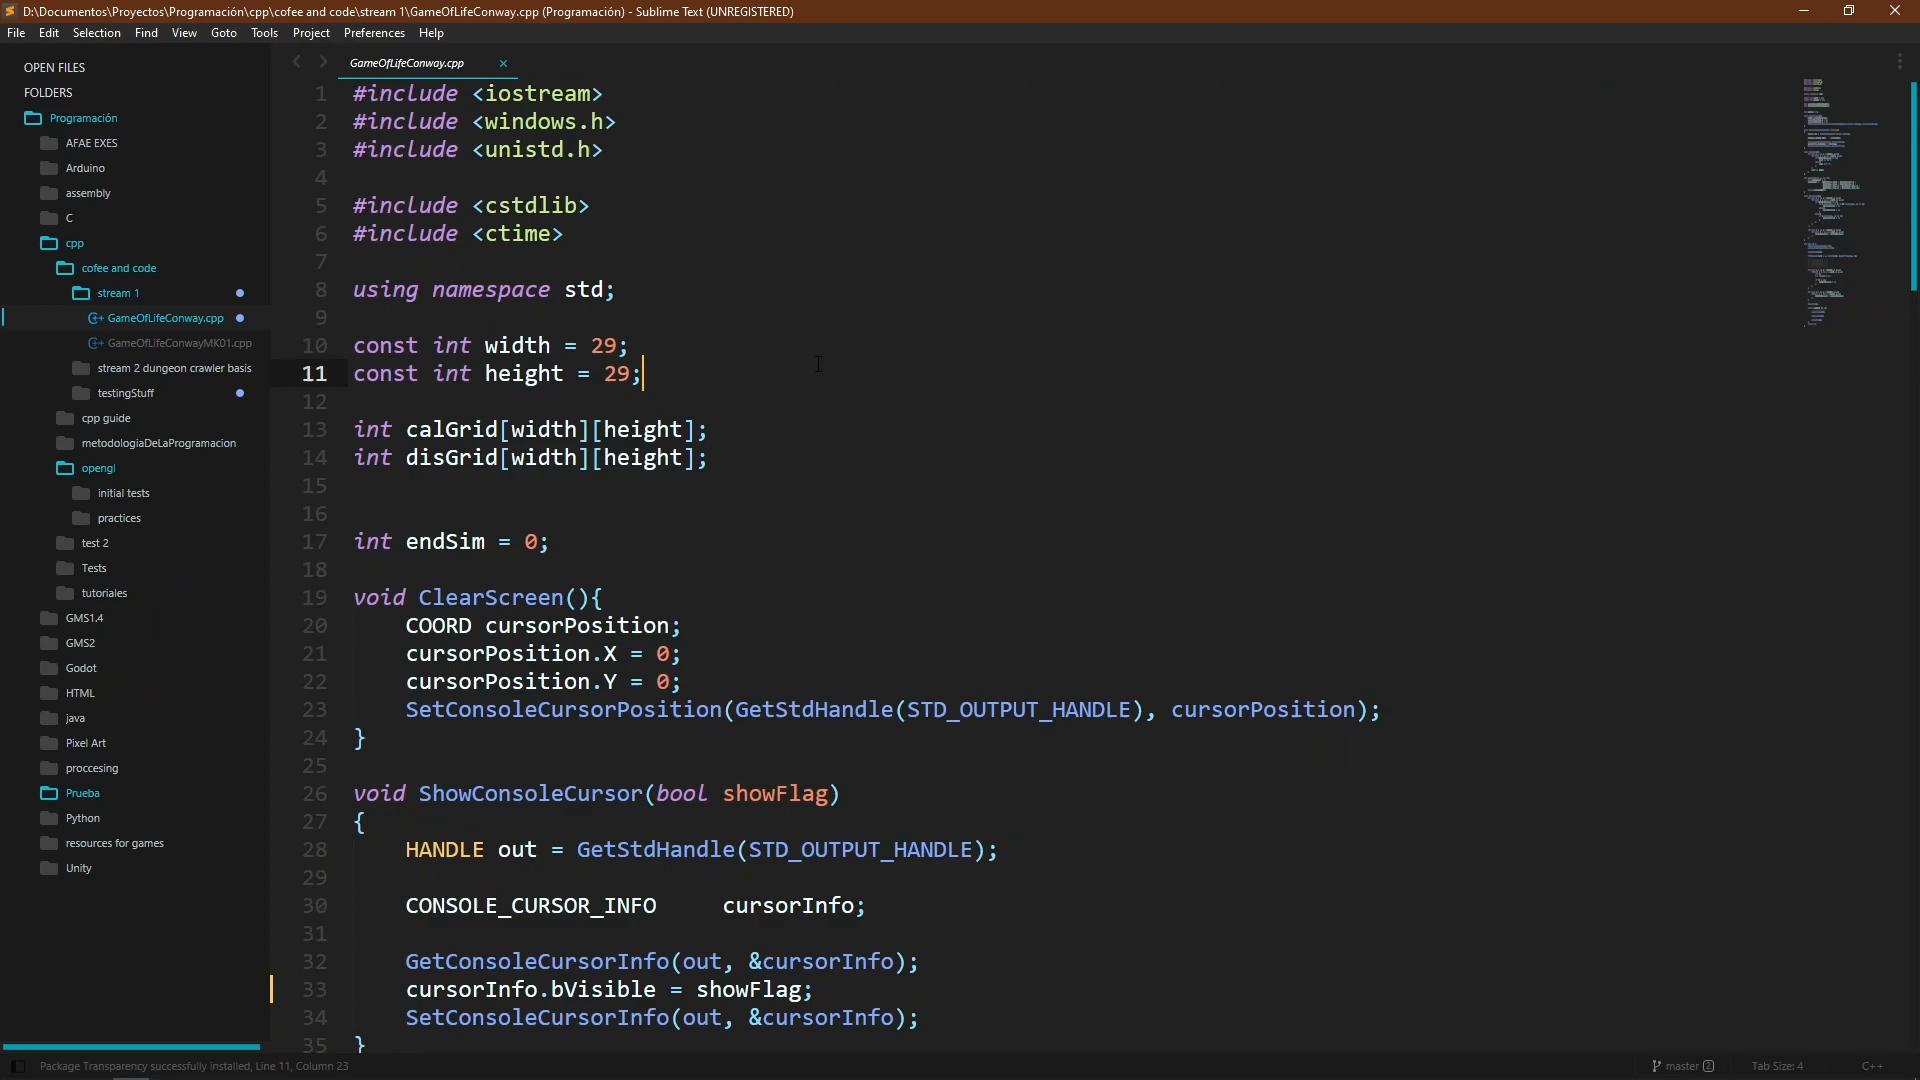 D:\Documentos\Proyectos\Programación\cpp\cofee and code\stream 1\GameOfLifeConway.cpp (Programación) - Sublime Text (UNREGISTERED)
File Edit Selection Find View Goto Tools Project Preferences Help
OPEN FILES
FOLDERS
Programación
AFAE EXES
Arduino
assembly
C
cpp
cofee and code
stream 1
GameOfLifeConway.cpp
GameOfLifeConwayMK01.cpp
stream 2 dungeon crawler basis
testingStuff
cpp guide
metodologiaDeLaProgramacion
opengl
initial tests
practices
test 2
Tests
tutoriales
GMS1.4
GMS2
Godot
HTML
java
Pixel Art
proccesing
Prueba
Python
resources for games
Unity
GameOfLifeConway.cpp
1 #include <iostream>
2 #include <windows.h>
3 #include <unistd.h>
4
5 #include <cstdlib>
6 #include <ctime>
7
8 using namespace std;
9
10 const int width = 29;
11 const int height = 29;
12
13 int calGrid[width][height];
14 int disGrid[width][height];
15
16
17 int endSim = 0;
18
19 void ClearScreen(){
20 COORD cursorPosition;
21 cursorPosition.X = 0;
22 cursorPosition.Y = 0;
23 SetConsoleCursorPosition(GetStdHandle(STD_OUTPUT_HANDLE), cursorPosition);
24 }
25
26 void ShowConsoleCursor(bool showFlag)
27 {
28 HANDLE out = GetStdHandle(STD_OUTPUT_HANDLE);
29
30 CONSOLE_CURSOR_INFO     cursorInfo;
31
32 GetConsoleCursorInfo(out, &cursorInfo);
33 cursorInfo.bVisible = showFlag;
34 SetConsoleCursorInfo(out, &cursorInfo);
35 }
Package Transparency successfully installed, Line 11, Column 23
master 2 Tab Size: 4 C++